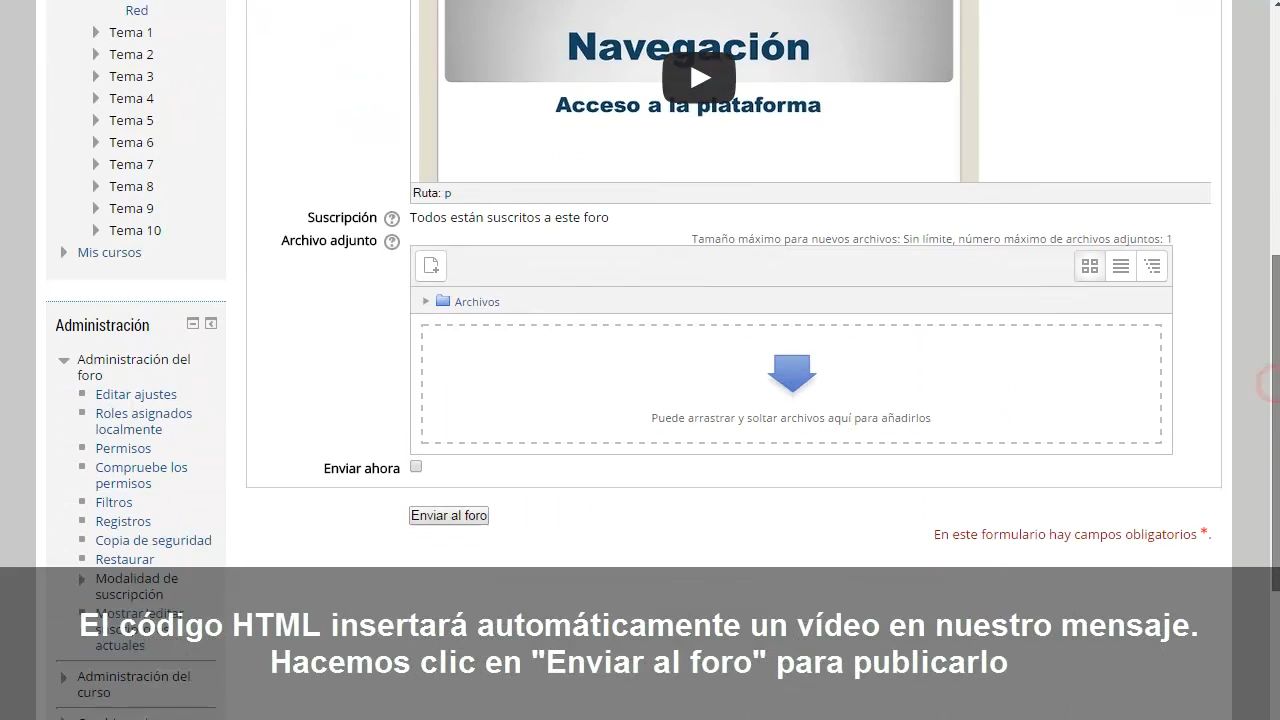 Red
Tema 1
Tema 2
Tema 3
Tema 4
Tema 5
Tema 6
Tema 7
Tema 8
Tema 9
Tema 10
Mis cursos
Administración
Administración del
foro
Editar ajustes
Roles asignados
localmente
Permisos
Compruebe los
permisos
Filtros
Registros
Copia de seguridad
Restaurar
Modalidad de
suscripción
Mostrar/editar
actuales
Administración del
curso
Navegación
Acceso a la plataforma
Ruta: p
Suscripción
Todos están suscritos a este foro
Archivo adjunto
Tamaño máximo para nuevos archivos: Sin límite, número máximo de archivos adjuntos: 1
Archivos
Puede arrastrar y soltar archivos aquí para añadirlos
Enviar ahora
Enviar al foro
En este formulario hay campos obligatorios *.
El código HTML insertará automáticamente un vídeo en nuestro mensaje.
Hacemos clic en "Enviar al foro" para publicarlo